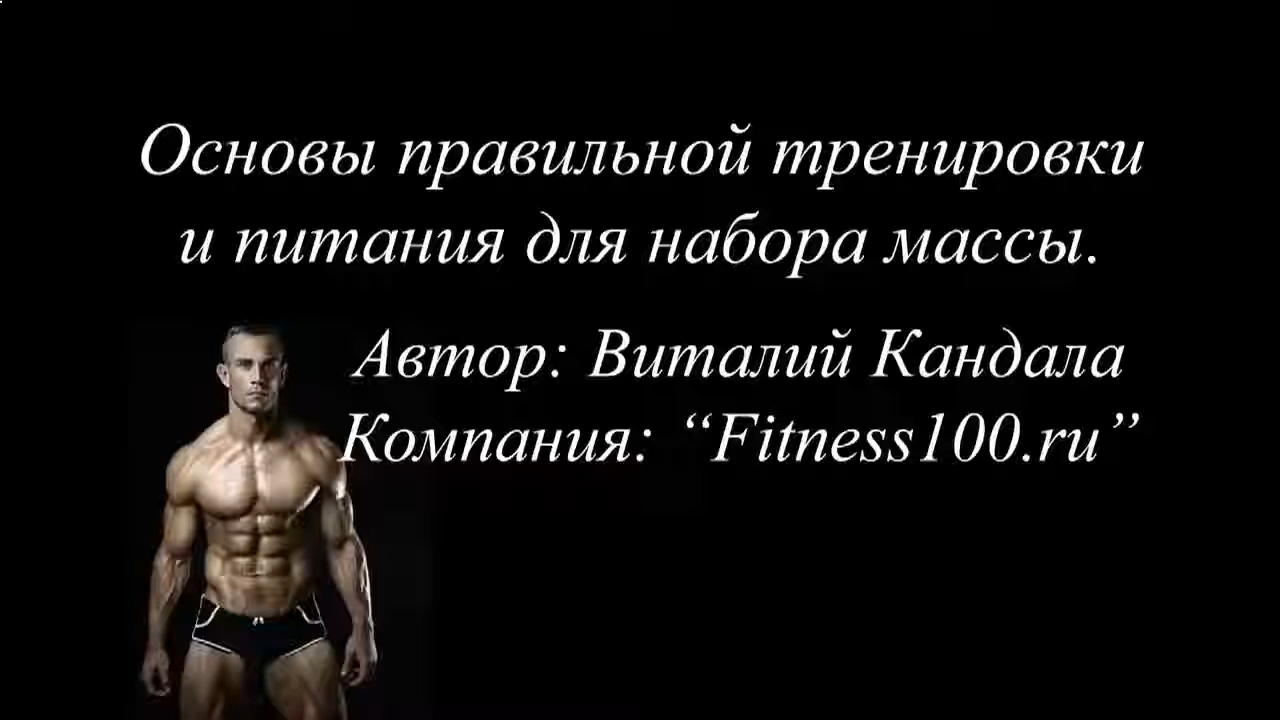 Основы правильной тренировки
и питания для набора массы.
Автор: Виталий Кандала
Компания: “Fitness100.ru”